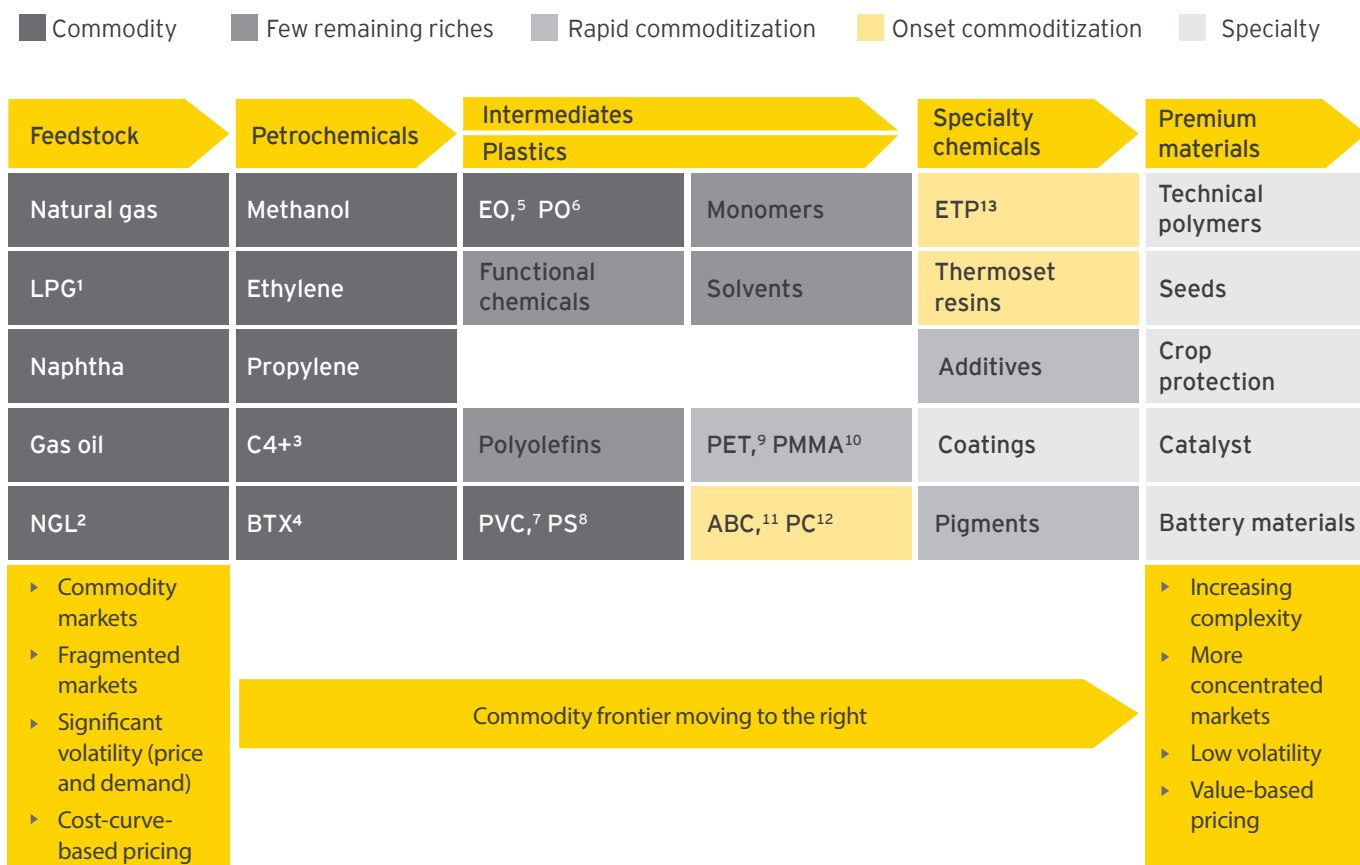 Commodity
Few remaining riches
Rapid commoditization
Onset commoditization
Specialty
Feedstock
Petrochemicals
Intermediates
Plastics
Specialty
chemicals
Premium
materials
Natural gas
Methanol
EO,⁵ PO⁶
Monomers
ETP¹³
Technical
polymers
LPG¹
Ethylene
Functional
chemicals
Solvents
Thermoset
resins
Seeds
Naphtha
Propylene
Additives
Crop
protection
Gas oil
C4+³
Polyolefins
PET,⁹ PMMA¹⁰
Coatings
Catalyst
NGL²
BTX⁴
PVC,⁷ PS⁸
ABC,¹¹ PC¹²
Pigments
Battery materials
▸ Commodity
markets
▸ Fragmented
markets
▸ Significant
volatility (price
and demand)
▸ Cost-curve-
based pricing
Commodity frontier moving to the right
▸ Increasing
complexity
▸ More
concentrated
markets
▸ Low volatility
▸ Value-based
pricing